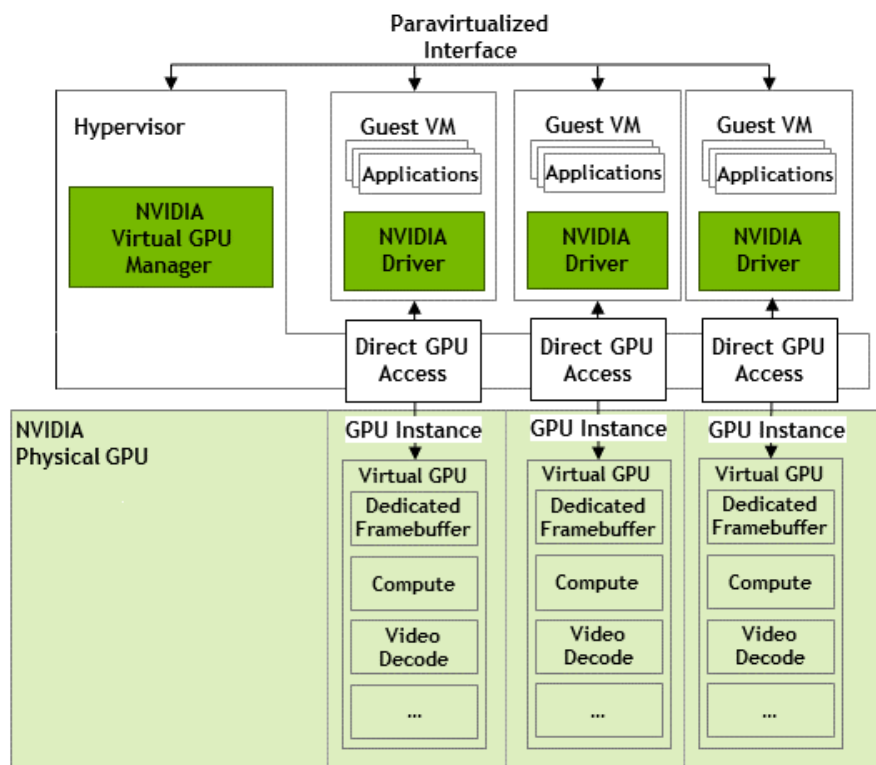 Paravirtualized
Interface
Hypervisor
NVIDIA
Virtual GPU
Manager
Guest VM
Applications
NVIDIA
Driver
Guest VM
Applications
NVIDIA
Driver
Guest VM
Applications
NVIDIA
Driver
Direct GPU
Access
Direct GPU
Access
Direct GPU
Access
NVIDIA
Physical GPU
GPU Instance
Virtual GPU
Dedicated
Framebuffer
Compute
Video
Decode
...
GPU Instance
Virtual GPU
Dedicated
Framebuffer
Compute
Video
Decode
...
GPU Instance
Virtual GPU
Dedicated
Framebuffer
Compute
Video
Decode
...